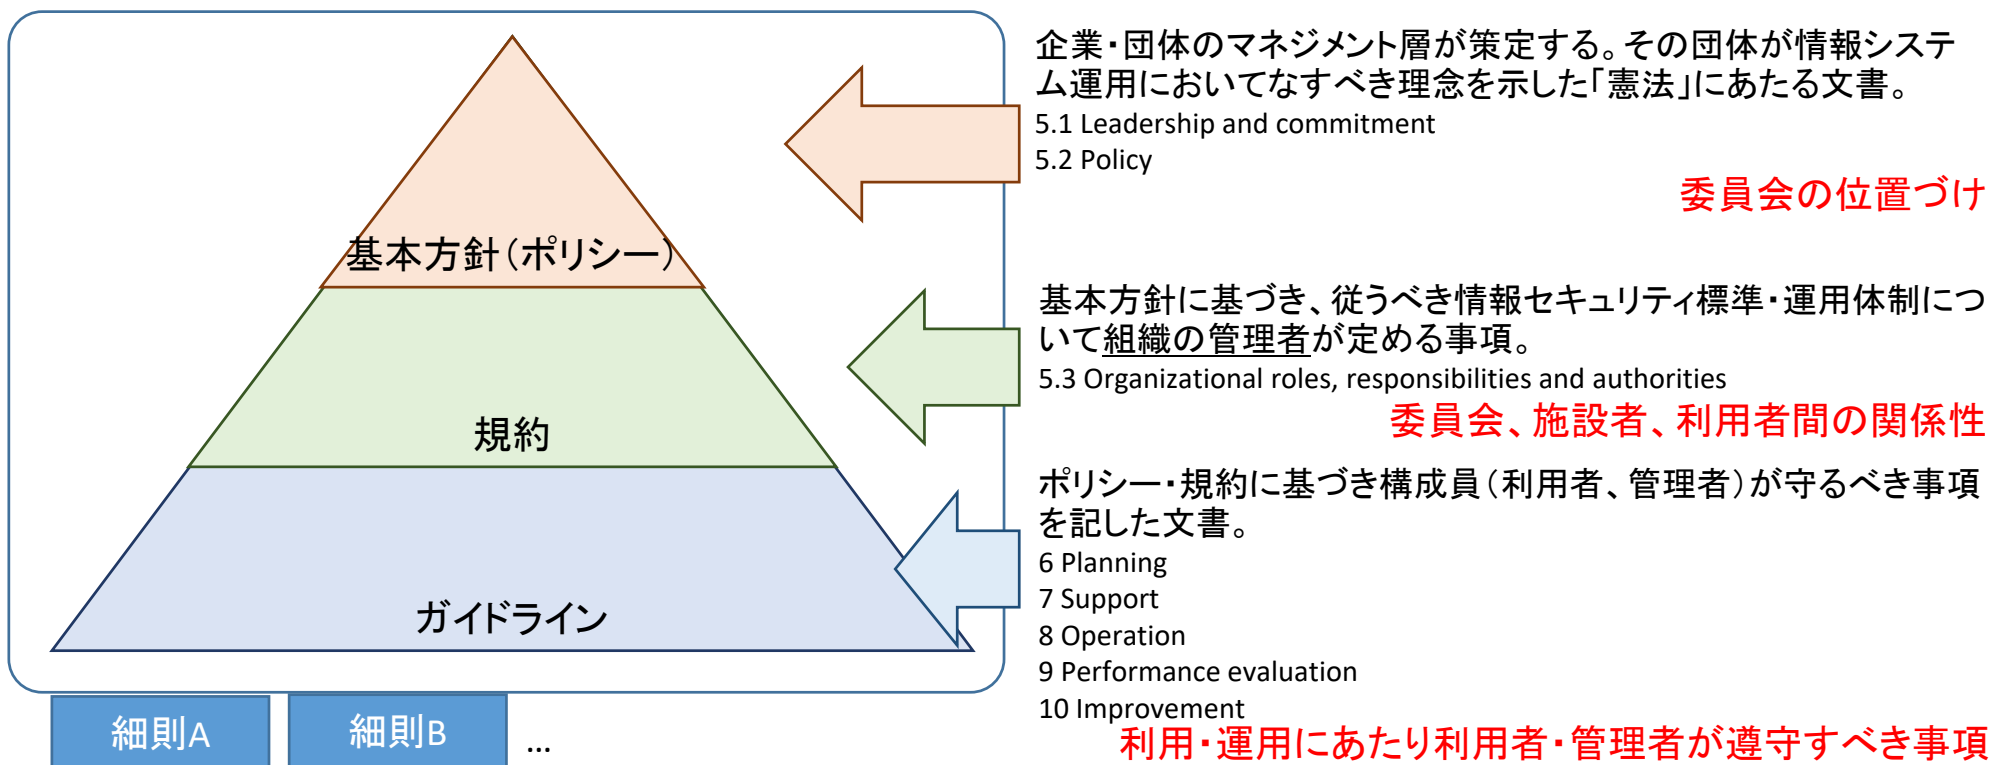 企業・団体のマネジメント層が策定する。その団体が情報システ
ム運用においてなすべき理念を示した「憲法」にあたる文書。
5.1 Leadership and commitment
5.2 Policy
委員会の位置づけ
基本方針（ポリシー）
基本方針に基づき、従うべき情報セキュリティ標準・運用体制につ
いて組織の管理者が定める事項。
5.3 Organizational roles, responsibilities and authorities
委員会、施設者、利用者間の関係性
規約
ポリシー・規約に基づき構成員（利用者、管理者）が守るべき事項
を記した文書。
6 Planning
7 Support
8 Operation
9 Performance evaluation
10 Improvement
利用・運用にあたり利用者・管理者が遵守すべき事項
ガイドライン
細則A
細則B
…